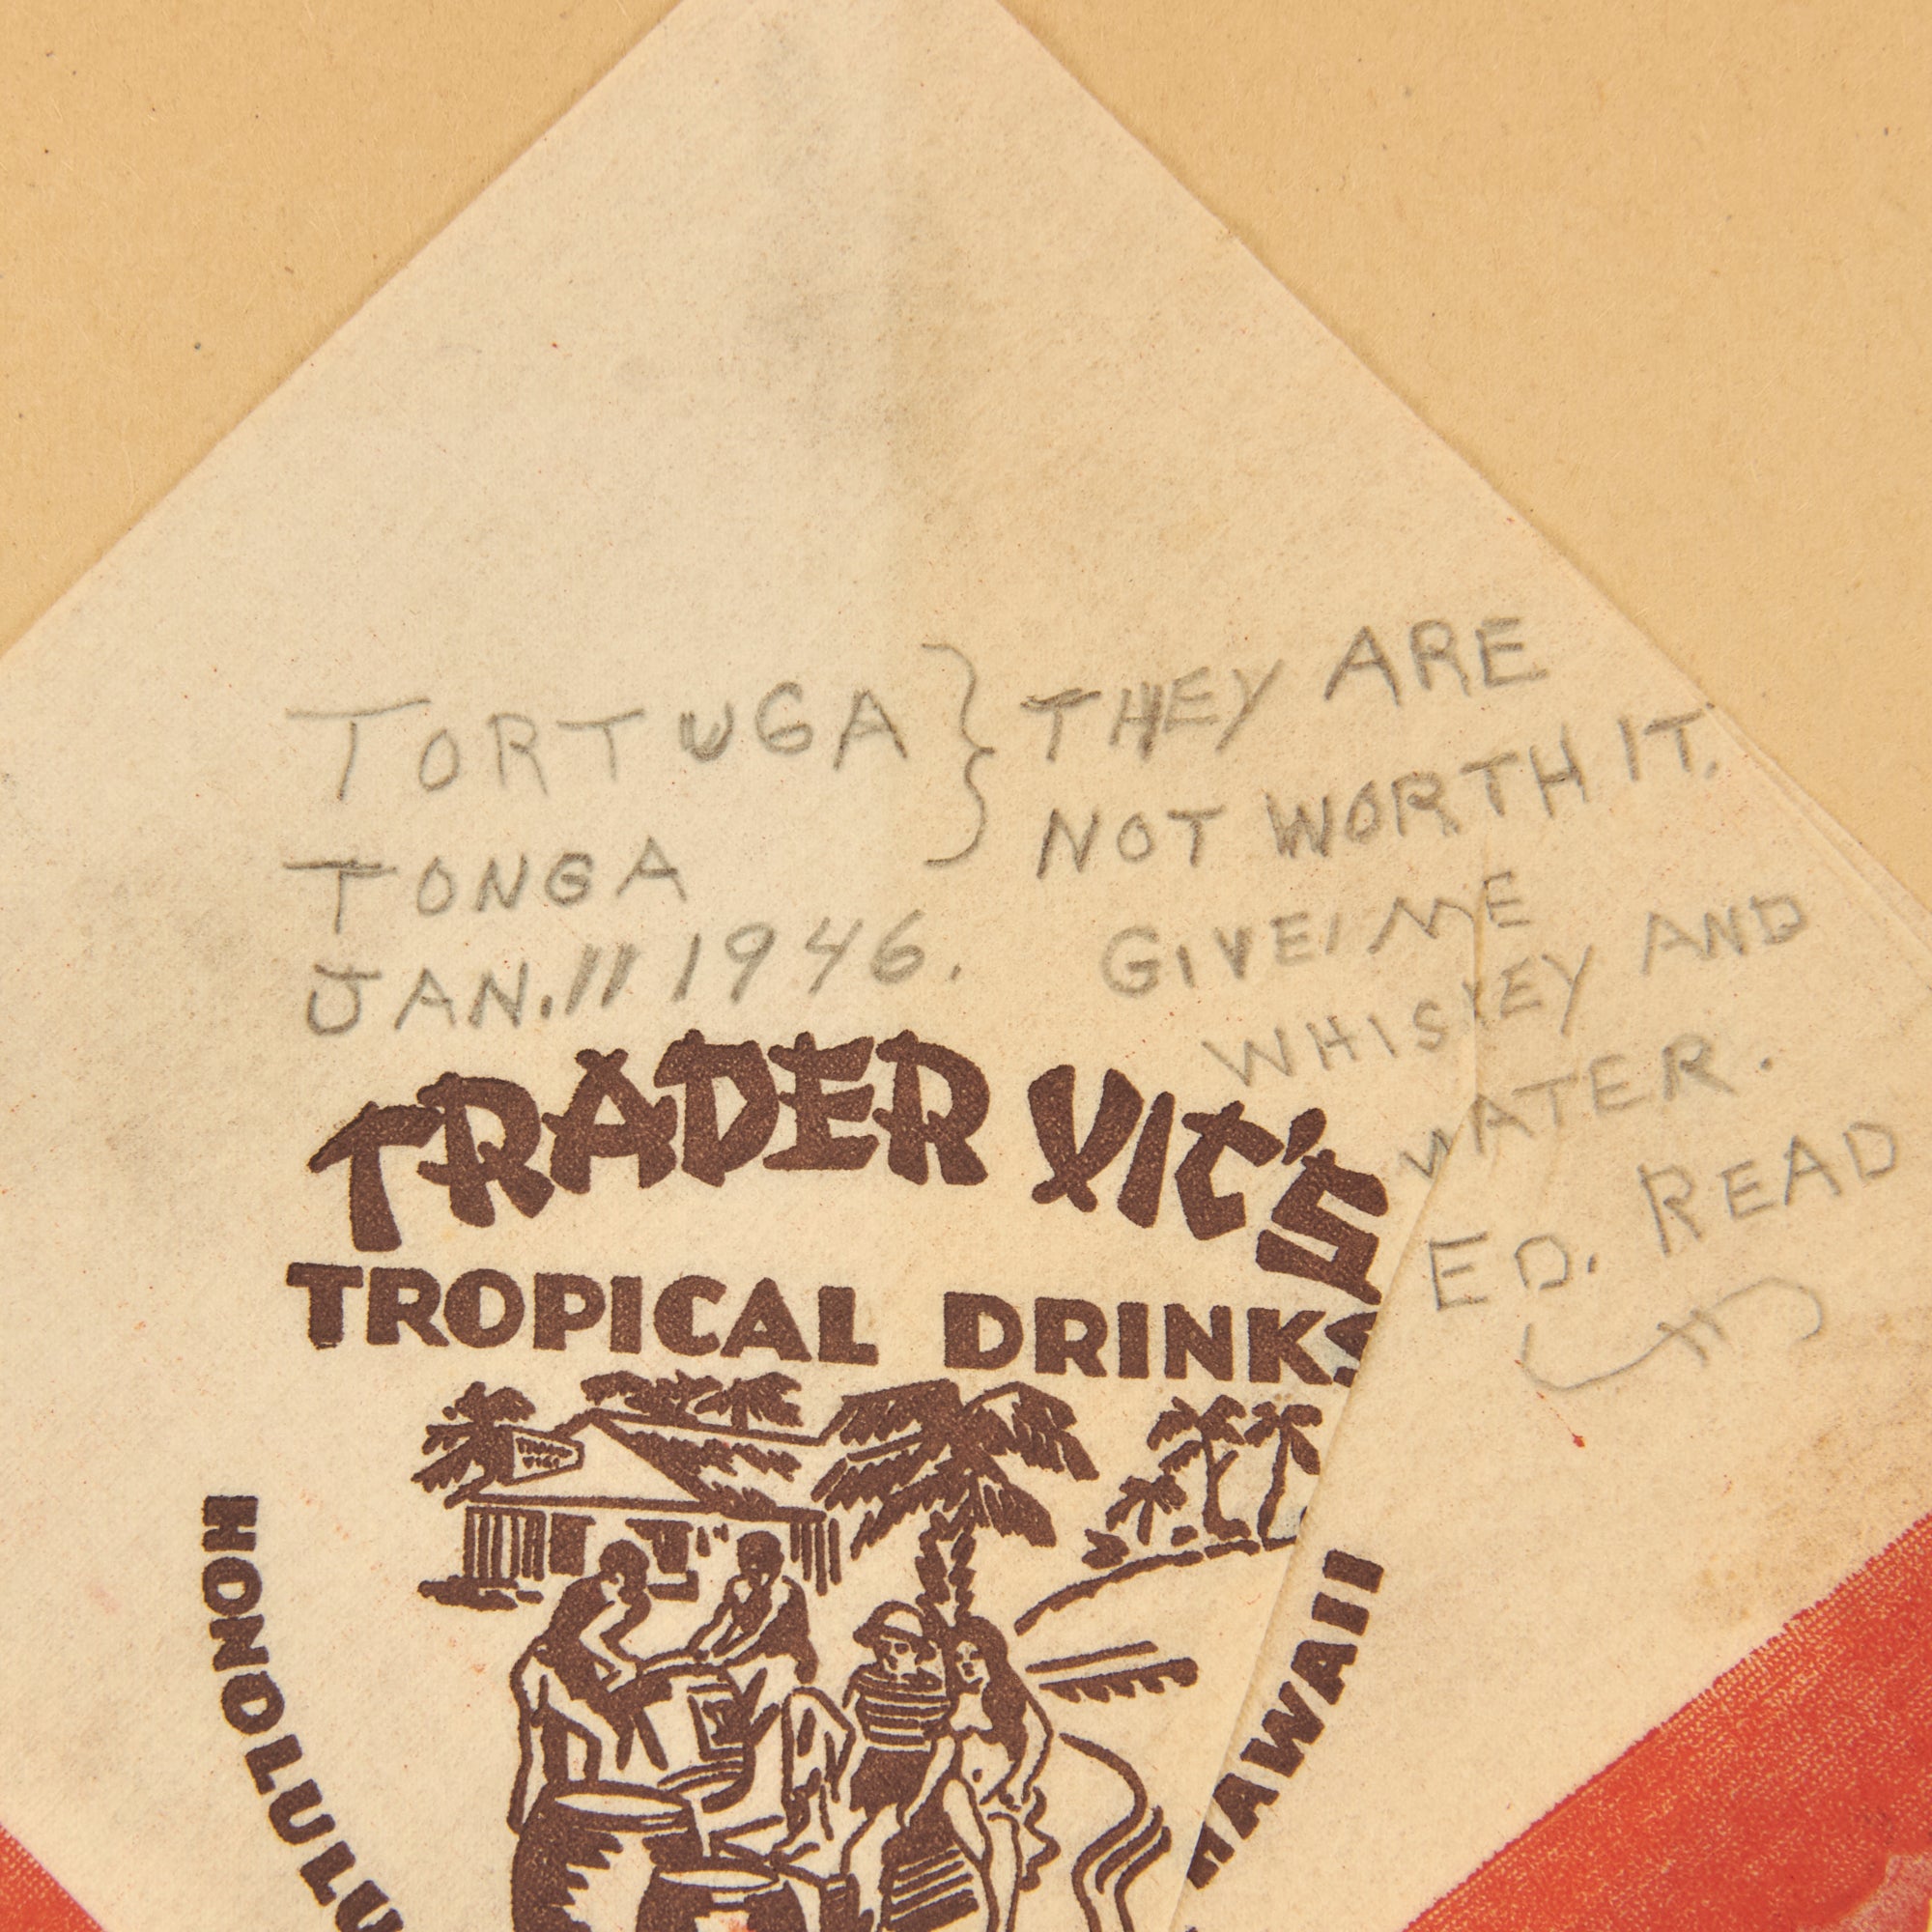 TORTUGA } THEY ARE
NOT WORTH IT.
TONGA
GIVE ME
JAN. 11 1946.
WHISKEY AND
WATER.
ED. READ
TRADER VIC'S
TROPICAL DRINKS
HONOLULU
HAWAII